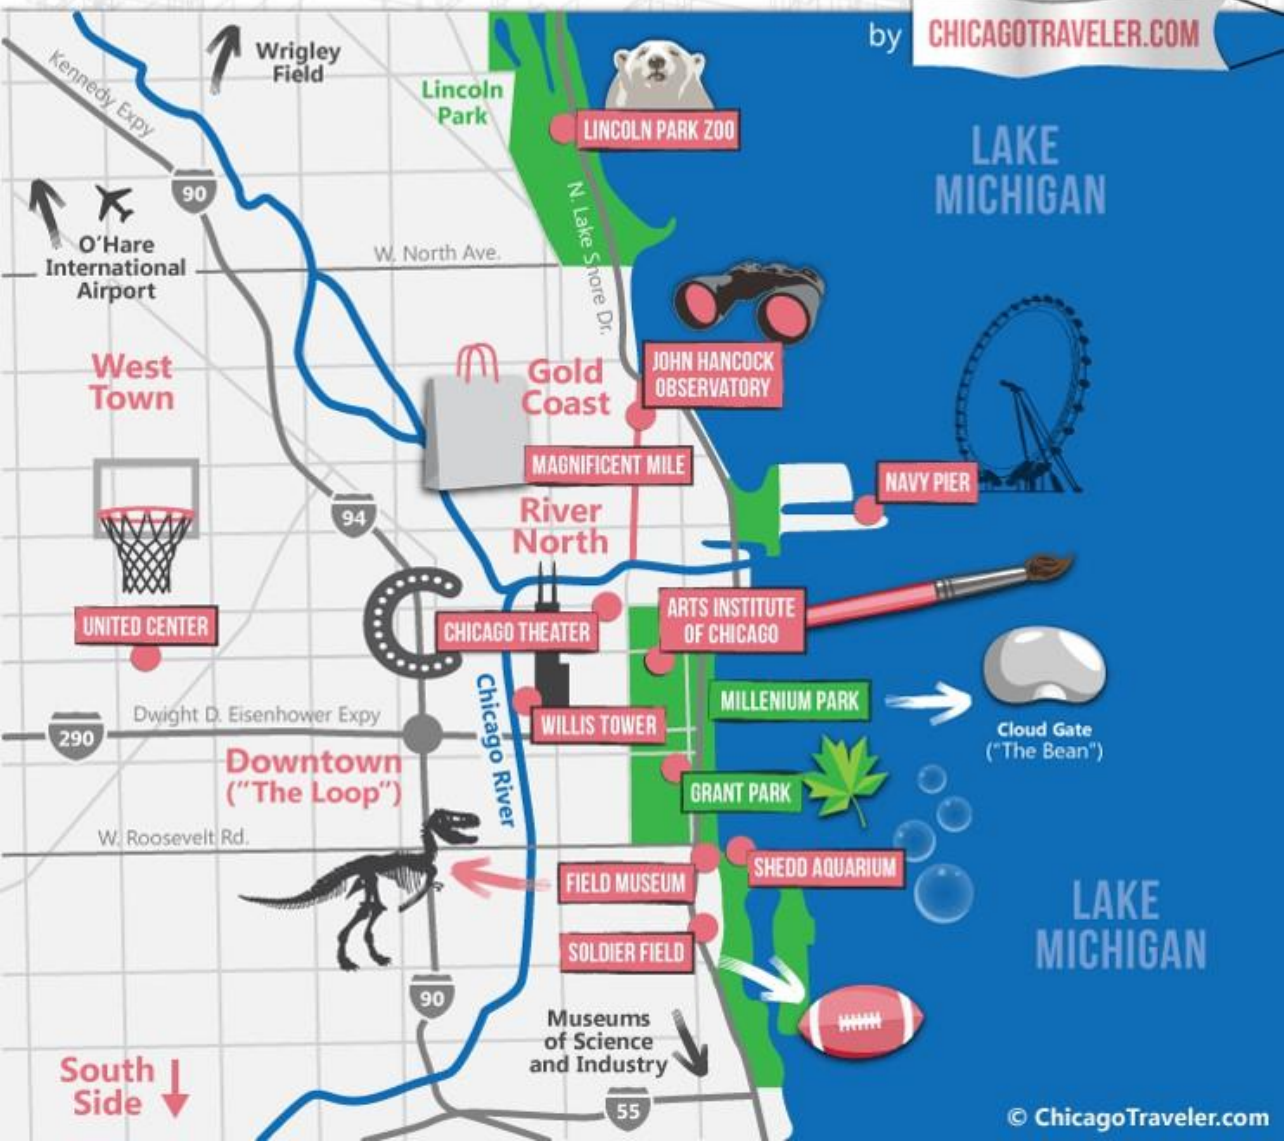 by CHICAGOTRAVELER.COM
Wrigley
Field
Kennedy Expy
Lincoln
Park
LINCOLN PARK ZOO
LAKE
MICHIGAN
90
N. Lake Shore Dr.
O'Hare
International
Airport
W. North Ave.
West
Town
Gold
Coast
JOHN HANCOCK
OBSERVATORY
MAGNIFICENT MILE
NAVY PIER
94
River
North
UNITED CENTER
CHICAGO THEATER
ARTS INSTITUTE
OF CHICAGO
Chicago River
MILLENIUM PARK
Cloud Gate
("The Bean")
Dwight D. Eisenhower Expy
290
WILLIS TOWER
Downtown
("The Loop")
GRANT PARK
W. Roosevelt Rd.
FIELD MUSEUM
SHEDD AQUARIUM
SOLDIER FIELD
LAKE
MICHIGAN
90
Museums
of Science
and Industry
South
Side
55
© ChicagoTraveler.com